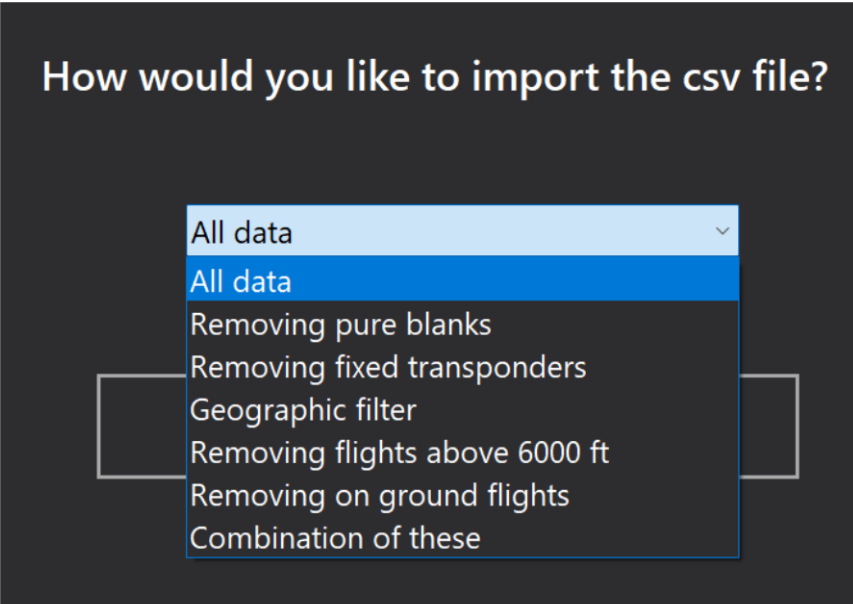 How would you like to import the csv file?
All data
All data
Removing pure blanks
Removing fixed transponders
Geographic filter
Removing flights above 6000 ft
Removing on ground flights
Combination of these